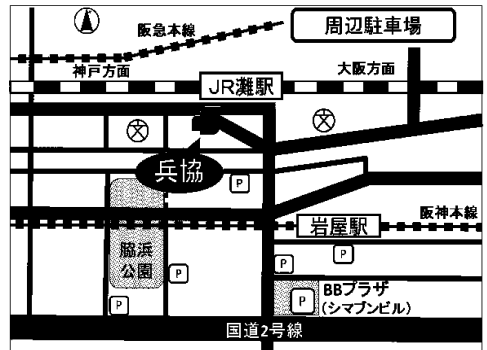 阪急本線
周辺駐車場
神戸方面
JR灘駅
大阪方面
文
文
兵協
P
阪神本線
岩屋駅
脇浜
公園
P
P
P
P
P
BBプラザ
(シマブンビル)
国道2号線